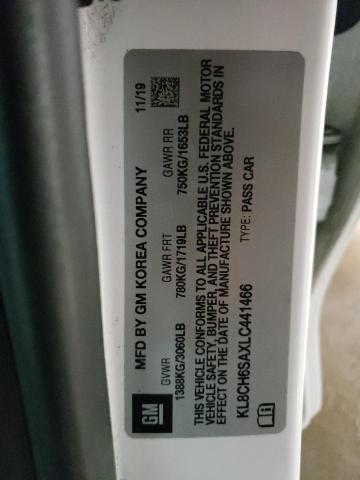 GM
MFD BY GM KOREA COMPANY 11/19
GVWR GAWR FRT GAWR RR
1388KG/3060LB 780KG/1719LB 750KG/1653LB
THIS VEHICLE CONFORMS TO ALL APPLICABLE U.S. FEDERAL MOTOR
VEHICLE SAFETY, BUMPER, AND THEFT PREVENTION STANDARDS IN
EFFECT ON THE DATE OF MANUFACTURE SHOWN ABOVE.
KL8CH6SAXLC441466 TYPE: PASS CAR